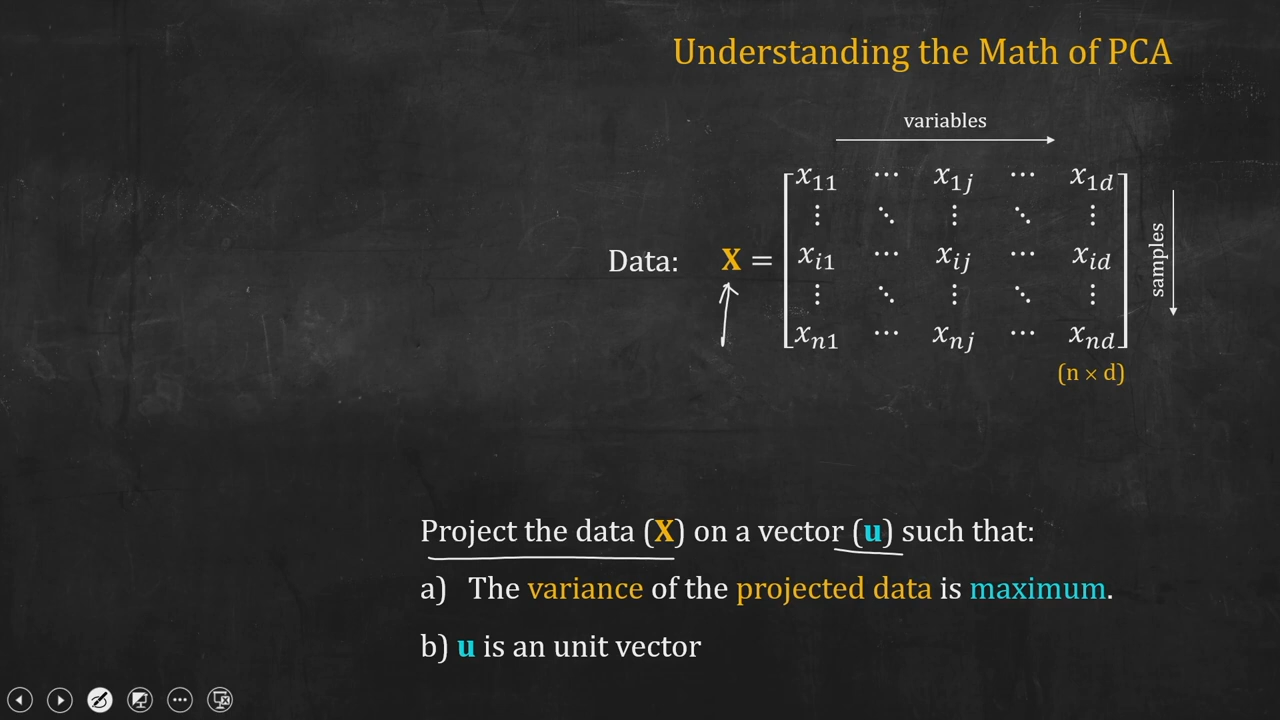 Understanding the Math of PCA
variables
x11 ⋯ x1j ⋯ x1d
⋮ ⋱ ⋮ ⋱ ⋮
Data: X = xi1 ⋯ xij ⋯ xid
⋮ ⋱ ⋮ ⋱ ⋮
xn1 ⋯ xnj ⋯ xnd
samples
(n × d)
Project the data (X) on a vector (u) such that:
a) The variance of the projected data is maximum.
b) u is an unit vector